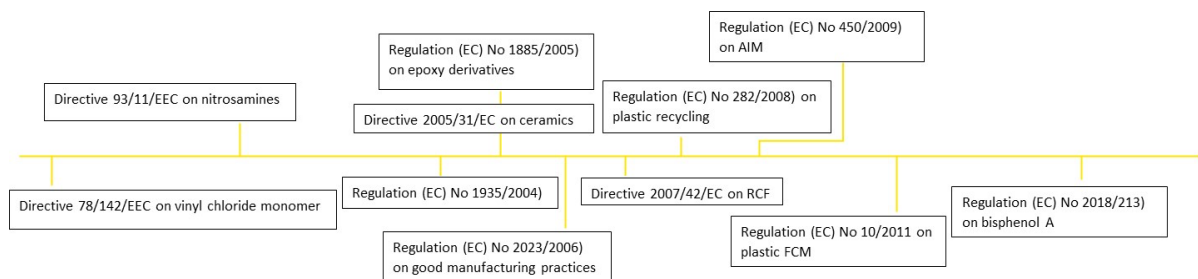 Regulation (EC) No 450/2009)
on AIM
Regulation (EC) No 1885/2005)
on epoxy derivatives
Directive 93/11/EEC on nitrosamines
Regulation (EC) No 282/2008) on
plastic recycling
Directive 2005/31/EC on ceramics
Directive 78/142/EEC on vinyl chloride monomer
Regulation (EC) No 1935/2004)
Directive 2007/42/EC on RCF
Regulation (EC) No 2018/213)
on bisphenol A
Regulation (EC) No 2023/2006)
on good manufacturing practices
Regulation (EC) No 10/2011) on
plastic FCM